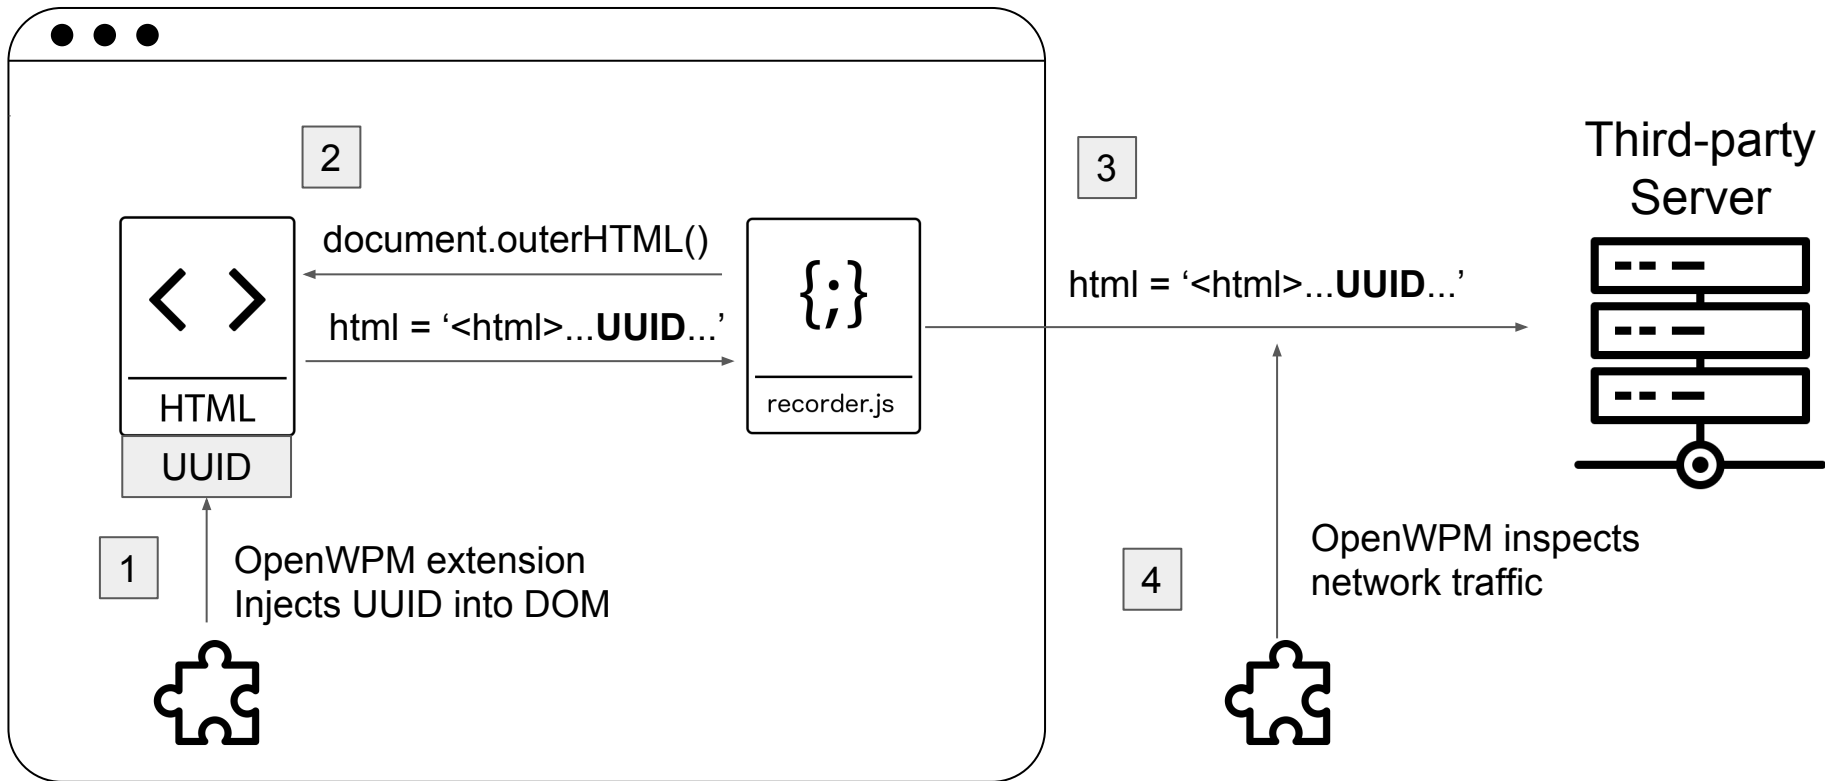 2
3
Third-party
Server
document.outerHTML()
{;}
html = ‘<html>...UUID...’
html = ‘<html>...UUID...’
HTML
recorder.js
UUID
1
OpenWPM extension
Injects UUID into DOM
4
OpenWPM inspects
network traffic